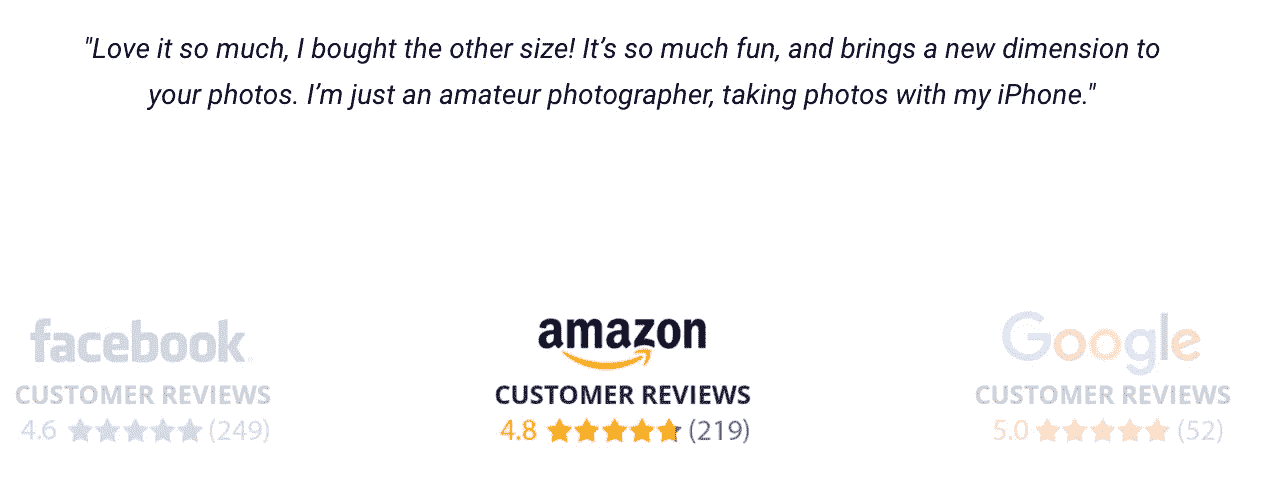 "Love it so much, I bought the other size! It’s so much fun, and brings a new dimension to
your photos. I’m just an amateur photographer, taking photos with my iPhone."
facebook
CUSTOMER REVIEWS
4.6 (249)
amazon
CUSTOMER REVIEWS
4.8 (219)
Google
CUSTOMER REVIEWS
5.0 (52)